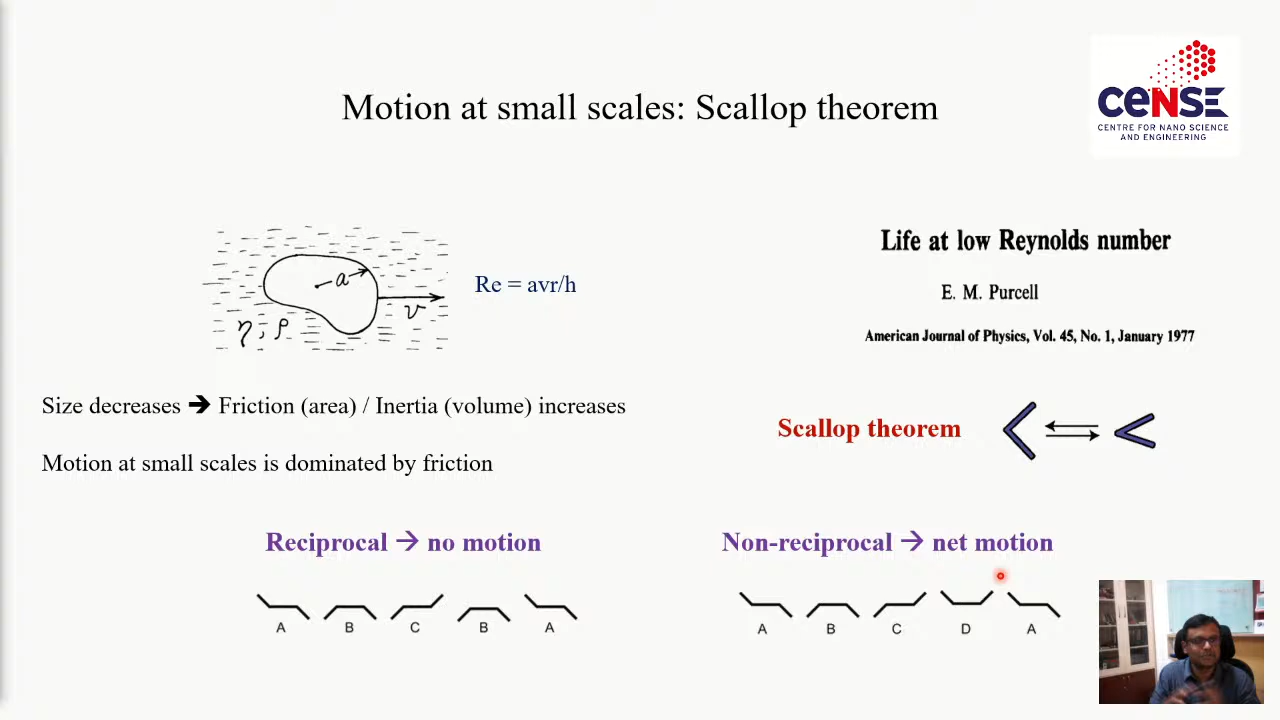 Motion at small scales: Scallop theorem
CeNSE
CENTRE FOR NANO SCIENCE
AND ENGINEERING
a
v
η, ρ
Re = avr/h
Life at low Reynolds number
E. M. Purcell
American Journal of Physics, Vol. 45, No. 1, January 1977
Size decreases ➔ Friction (area) / Inertia (volume) increases
Motion at small scales is dominated by friction
Scallop theorem
Reciprocal → no motion
A B C B A
Non-reciprocal → net motion
A B C D A